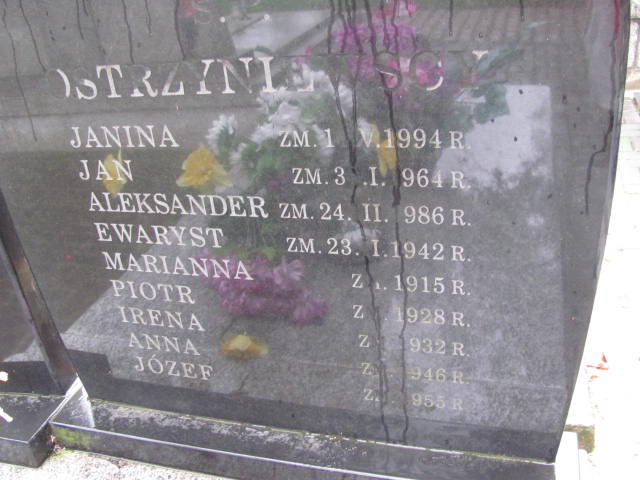 Ś.P.
OSTRZYNIEWSCY
JANINA ZM. 1 V.1994 R.
JAN ZM. 3 .I. 964 R.
ALEKSANDER ZM. 24. II. 986 R.
EWARYST ZM. 23. I.1942 R.
MARIANNA 1915 R.
PIOTR 1928 R.
IRENA 932 R.
ANNA 946 R
JÓZEF 955 R